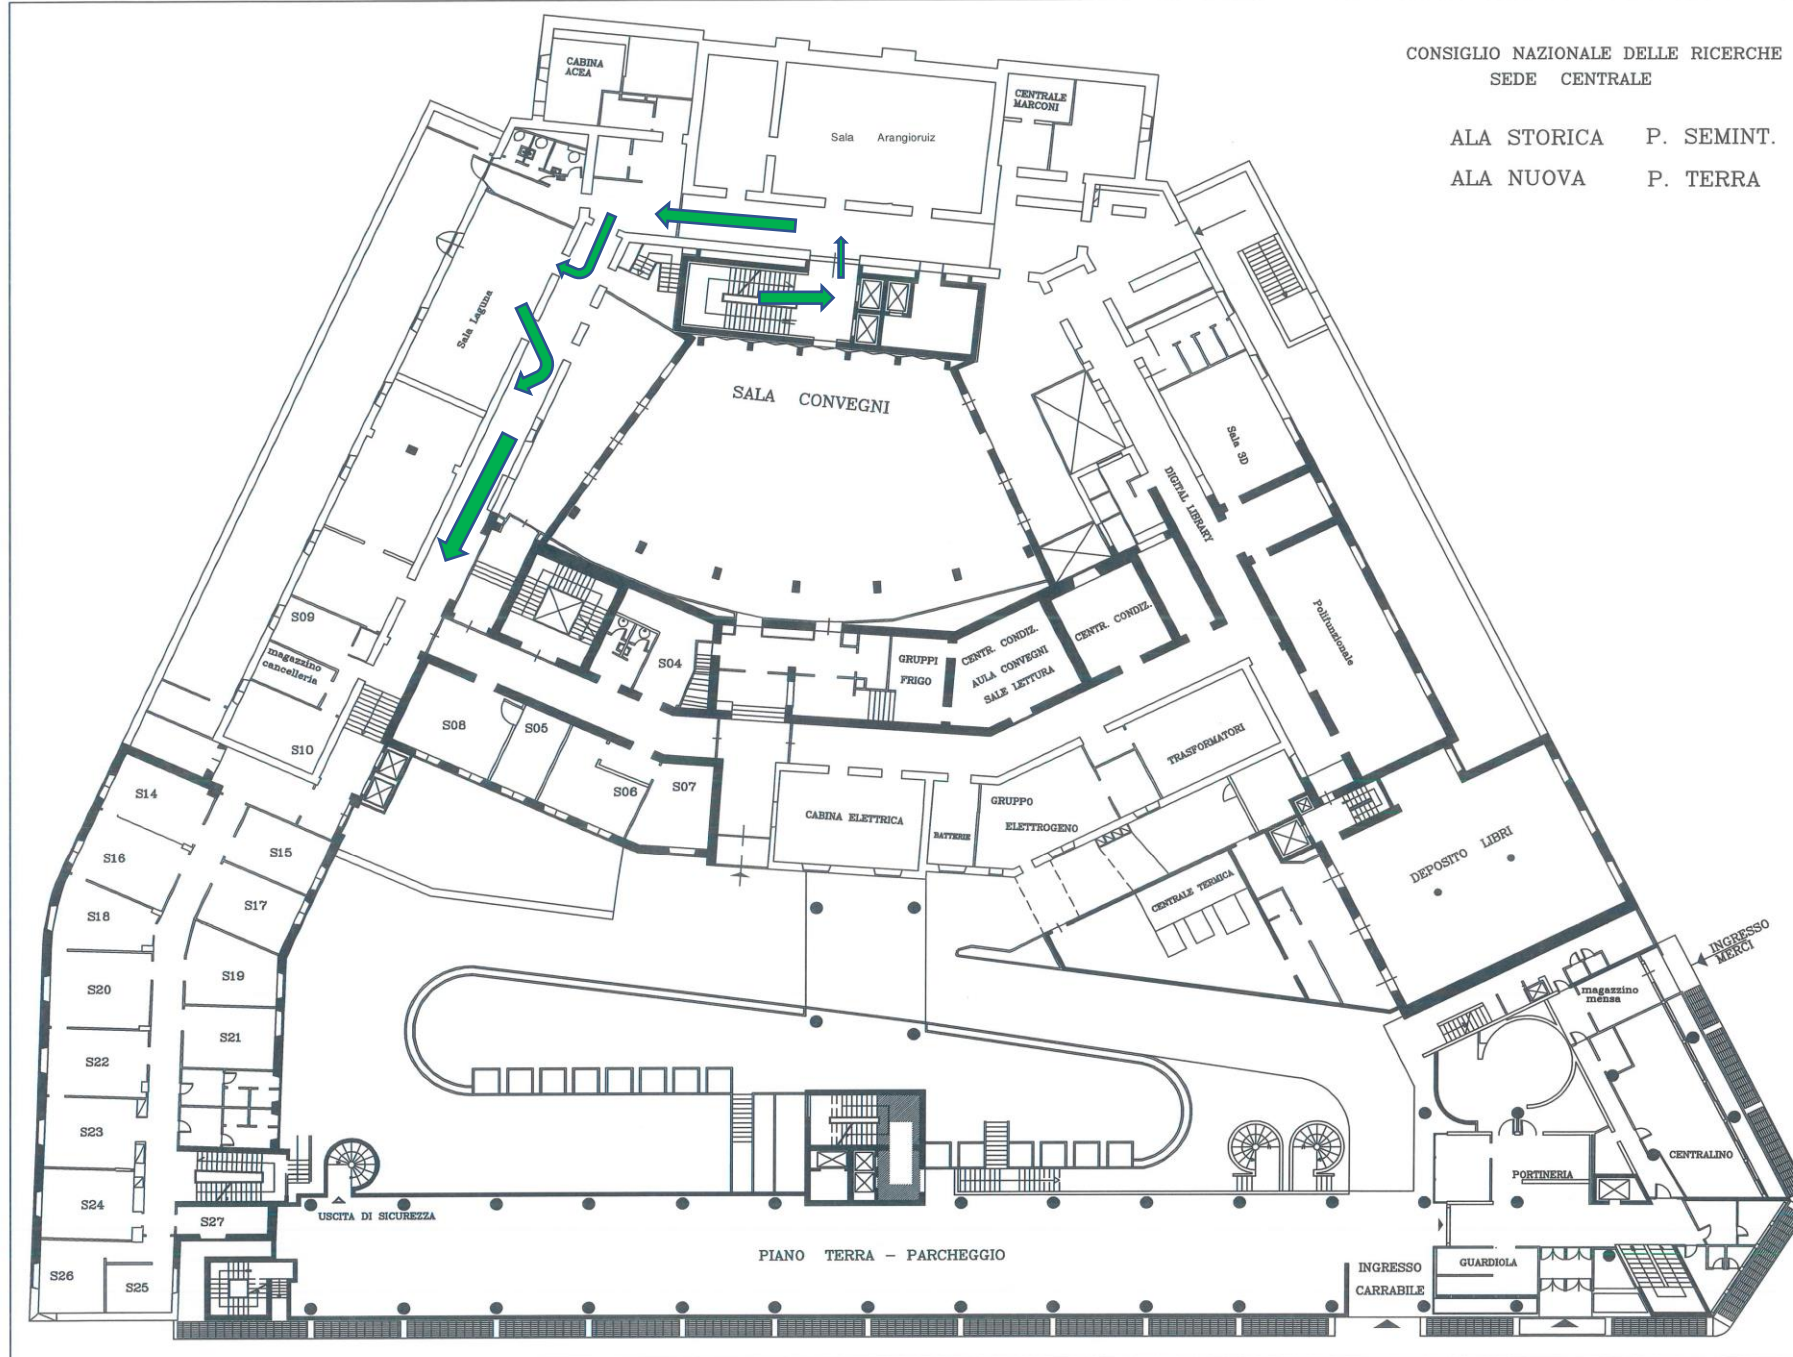 CONSIGLIO NAZIONALE DELLE RICERCHE
SEDE CENTRALE
ALA STORICA P. SEMINT.
ALA NUOVA P. TERRA
CABINA
ACEA
CENTRALE
MARCONI
Sala Arangioruiz
Sala Laguna
SALA CONVEGNI
Sala 3D
DIGITAL LIBRARY
Polifunzionale
S09
magazzino
cancelleria
S10
S04
GRUPPI
FRIGO
CENTR. CONDIZ.
AULA CONVEGNI
SALE LETTURA
CENTR. CONDIZ.
S08
S05
S06
S07
TRASFORMATORI
CABINA ELETTRICA
BATTERIE
GRUPPO
ELETTROGENO
DEPOSITO LIBRI
CENTRALE TERMICA
S14
S15
S16
S17
S18
S19
S20
S21
S22
S23
S24
S27
S26
S25
INGRESSO
MERCI
magazzino
mensa
CENTRALINO
PORTINERIA
USCITA DI SICUREZZA
PIANO TERRA - PARCHEGGIO
INGRESSO
CARRABILE
GUARDIOLA